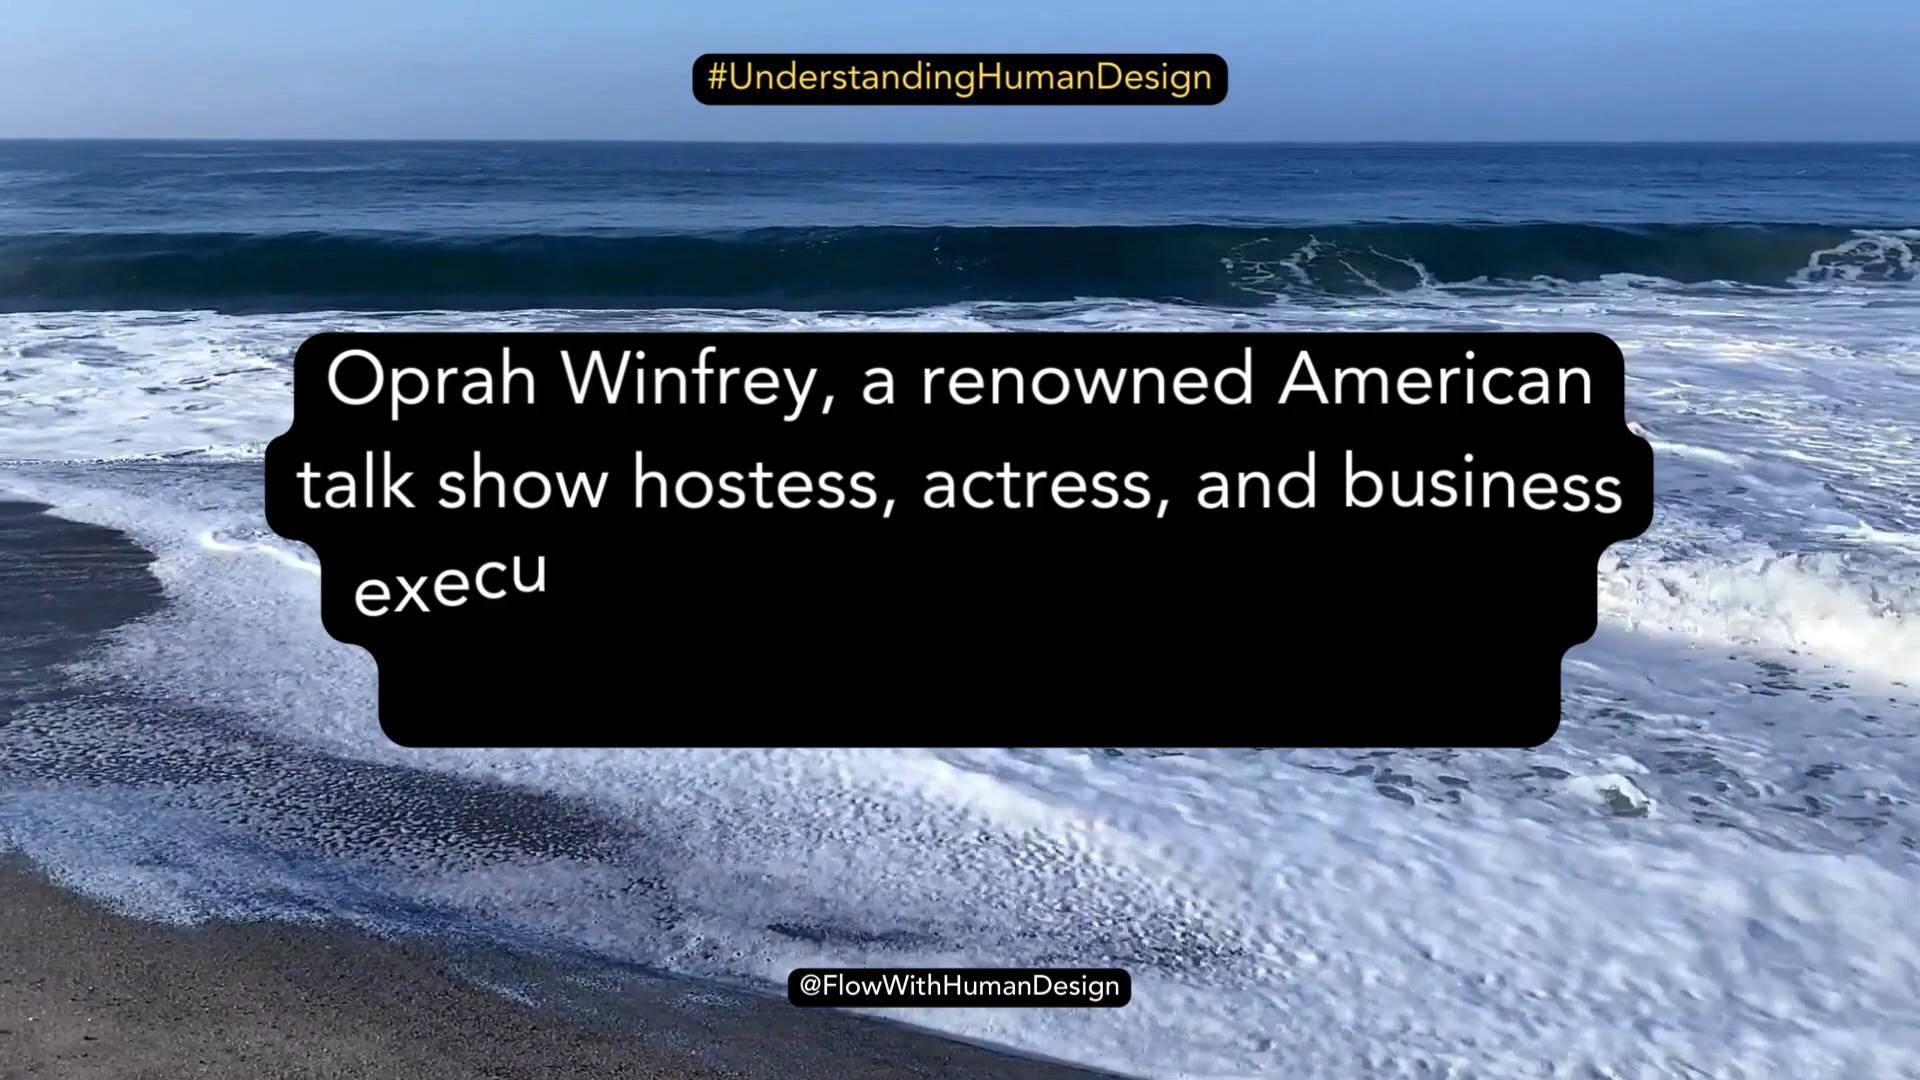 #UnderstandingHumanDesign
Oprah Winfrey, a renowned American
talk show hostess, actress, and business
execu
@FlowWithHumanDesign